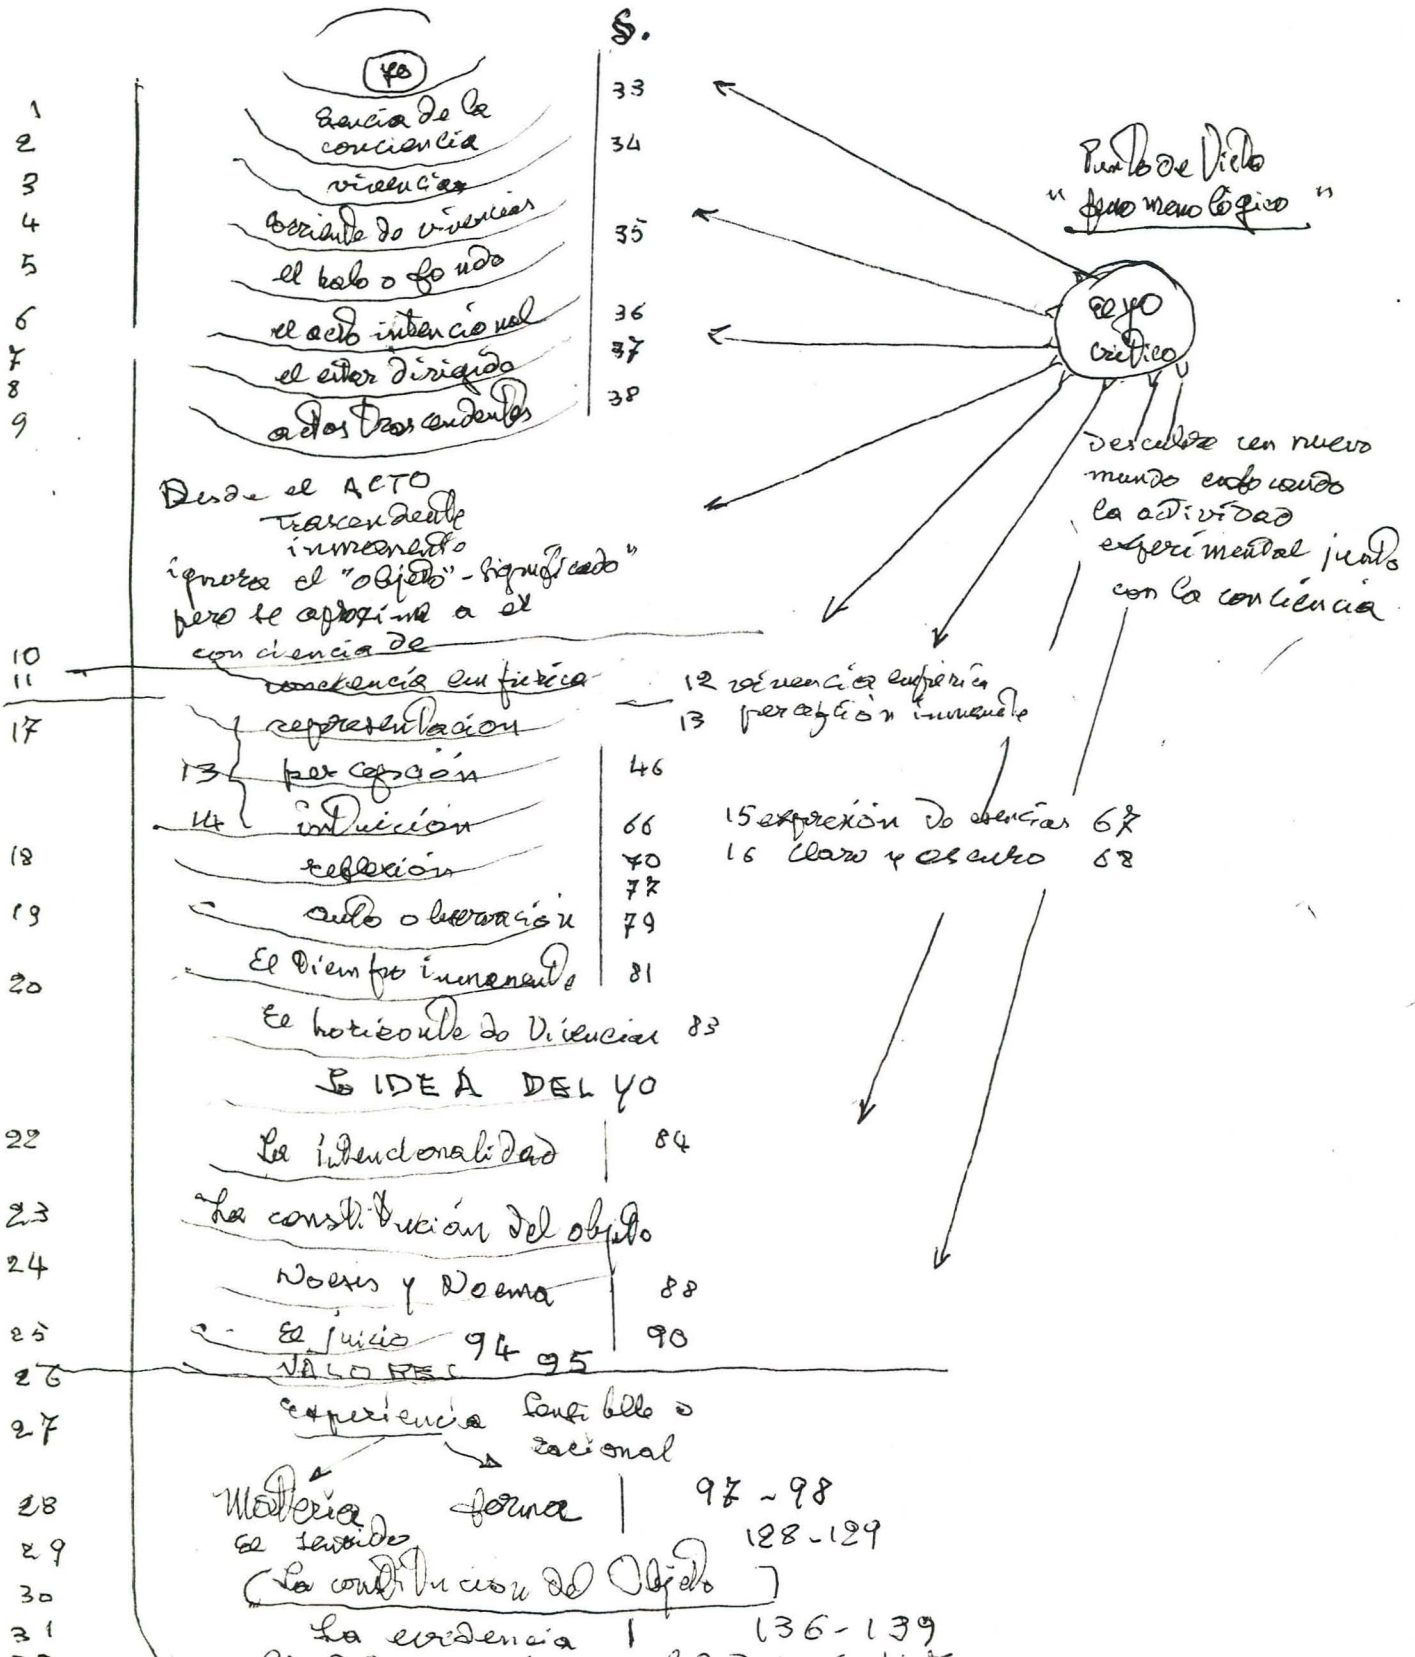 §.
yo
33
1
Esencia de la
2 conciencia 34
3 vivencias
4 corriente de vivencias 35
5 el halo o fondo
6 el acto intencional 36
7 el estar dirigido 37
8
9 actos trascendentes 38
Punto de Vista
"fenomenológico"
el yo
crítico
Descubre un nuevo
mundo enfocando
la actividad
experimental junto
con la conciencia
Desde el ACTO
trascendente
inmanente
ignora el "objeto"-significado"
pero se aproxima a el
10 conciencia de
11 conciencia empírica
12 vivencia empírica
13 percepción inmanente
17 representación
13 percepción 46
14 intuición 66
15 expresión de esencias 67
16 claro y oscuro 68
18 reflexión 70
77
19 auto observación 79
20 El tiempo inmanente 81
El horizonte de Vivencias 83
La IDEA DEL YO
22 La intencionalidad 84
23 La constitución del objeto
24 Noesis y Noema 88
25 El juicio 94 90
26 VALORES 95
27 experiencia sensible o
racional
28 Materia forma 97-98
29 el sentido 128-129
30 (La constitución del Objeto]
31 La evidencia 136-139